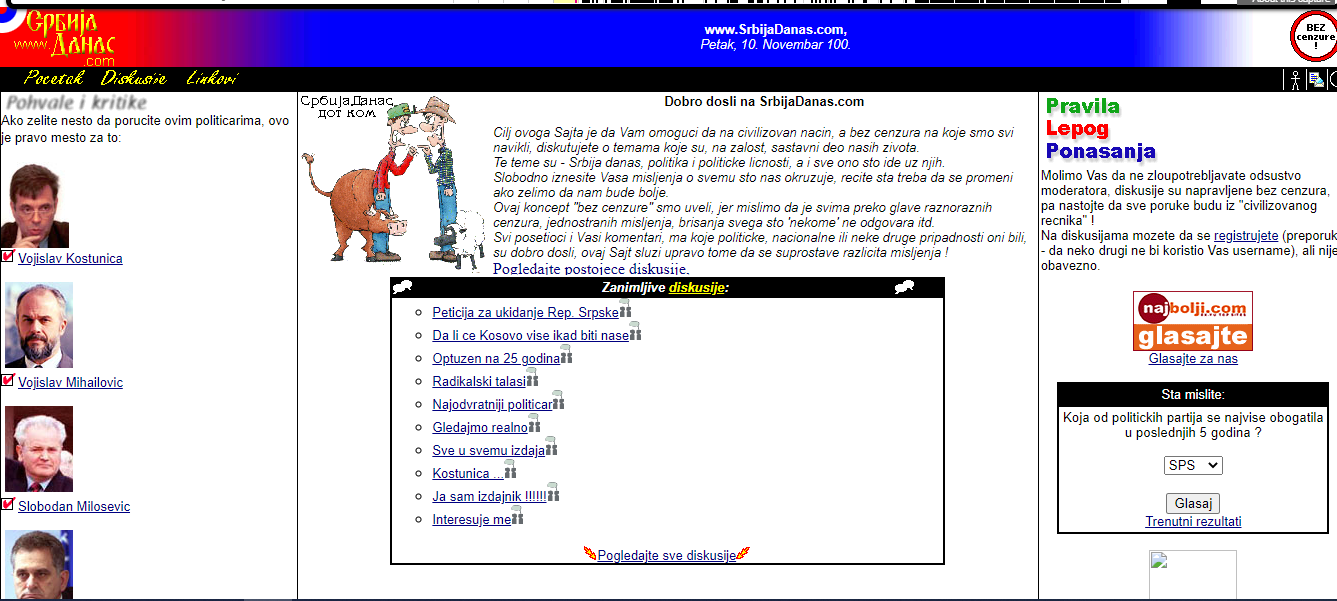 About this capture
Србија
www.Данас
.com
www.SrbijaDanas.com,
Petak, 10. Novembar 100.
BEZ
cenzure
!
Pocetak Diskusije Linkovi
Pohvale i kritike
Ako zelite nesto da porucite ovim politicarima, ovo
je pravo mesto za to:
Vojislav Kostunica
Vojislav Mihailovic
Slobodan Milosevic
СрбијаДанас
дот ком
Dobro dosli na SrbijaDanas.com
Cilj ovoga Sajta je da Vam omoguci da na civilizovan nacin, a bez cenzura na koje smo svi
navikli, diskutujete o temama koje su, na zalost, sastavni deo nasih zivota.
Te teme su - Srbija danas, politika i politicke licnosti, a i sve ono sto ide uz njih.
Slobodno iznesite Vasa misljenja o svemu sto nas okruzuje, recite sta treba da se promeni
ako zelimo da nam bude bolje.
Ovaj koncept "bez cenzure" smo uveli, jer mislimo da je svima preko glave raznoraznih
cenzura, jednostranih misljenja, brisanja svega sto 'nekome' ne odgovara itd.
Svi posetioci i Vasi komentari, ma koje politicke, nacionalne ili neke druge pripadnosti oni bili,
su dobro dosli, ovaj Sajt sluzi upravo tome da se suprostave razlicita misljenja !
Pogledajte postojece diskusije.
Zanimljive diskusije:
Peticija za ukidanje Rep. Srpske
Da li ce Kosovo vise ikad biti nase
Optuzen na 25 godina
Radikalski talasi
Najodvratniji politicar
Gledajmo realno
Sve u svemu izdaja
Kostunica ...
Ja sam izdajnik !!!!!!
Interesuje me
Pogledajte sve diskusije
Pravila
Lepog
Ponasanja
Molimo Vas da ne zloupotrebljavate odsustvo
moderatora, diskusije su napravljene bez cenzura,
pa nastojte da sve poruke budu iz "civilizovanog
recnika" !
Na diskusijama mozete da se registrujete (preporuk
- da neko drugi ne bi koristio Vas username), ali nije
obavezno.
najbolji.com
glasajte
Glasajte za nas
Sta mislite:
Koja od politickih partija se najvise obogatila
u poslednjih 5 godina ?
SPS
Glasaj
Trenutni rezultati